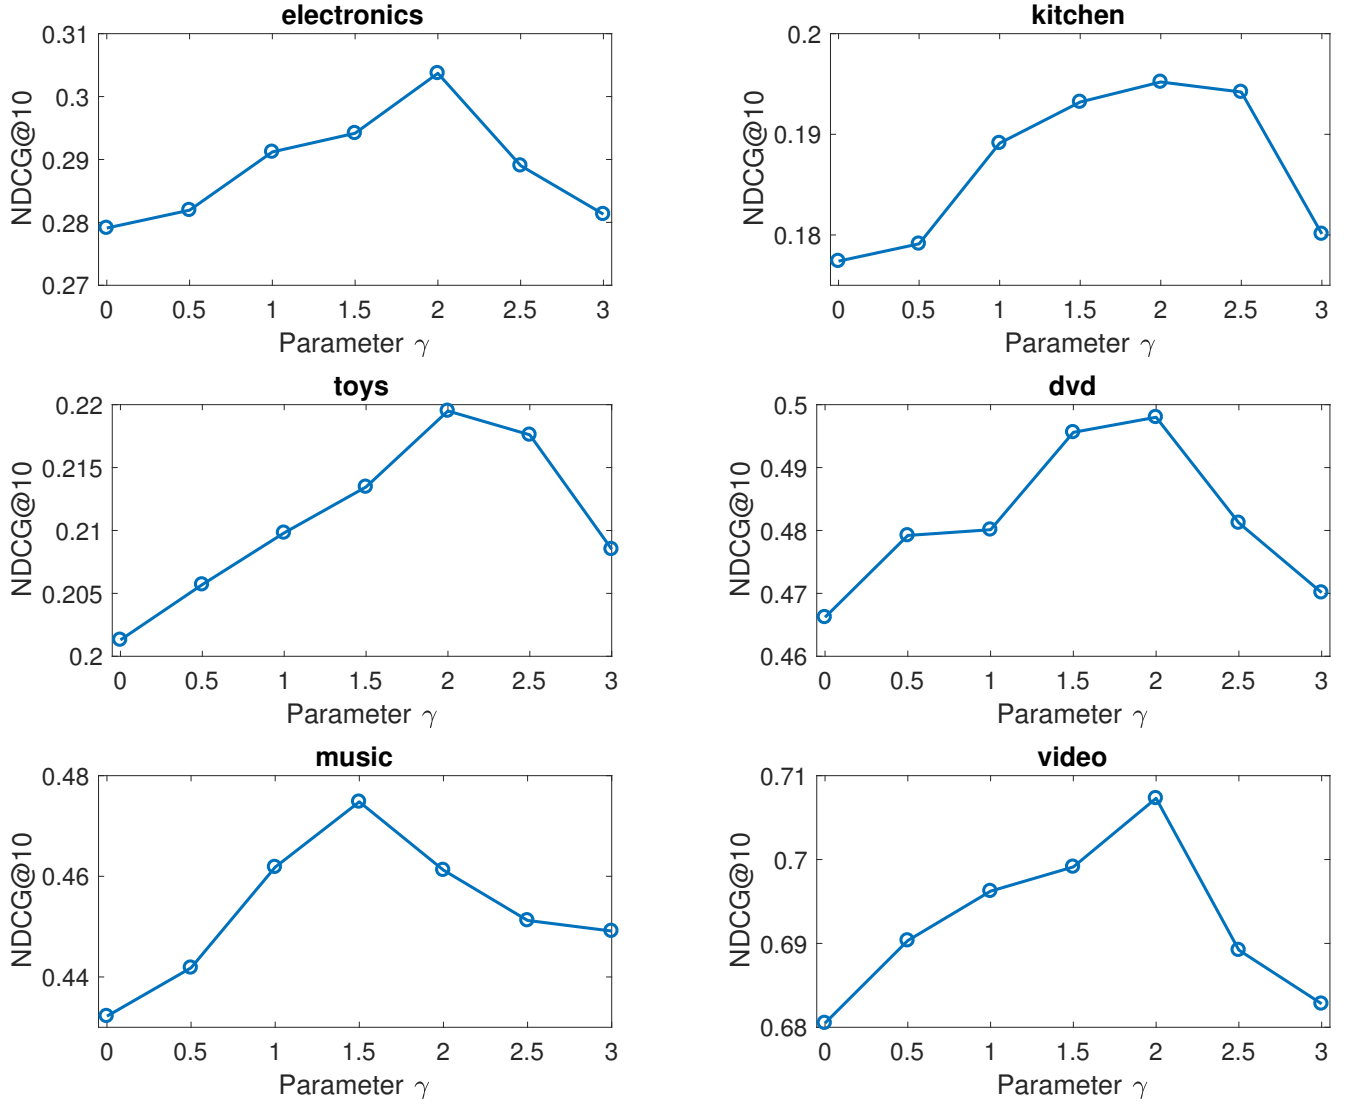 electronics
NDCG@10
0.31
0.3
0.29
0.28
0.27
0 0.5 1 1.5 2 2.5 3
Parameter γ
kitchen
NDCG@10
0.2
0.19
0.18
0 0.5 1 1.5 2 2.5 3
Parameter γ
toys
NDCG@10
0.22
0.215
0.21
0.205
0.2
0 0.5 1 1.5 2 2.5 3
Parameter γ
dvd
NDCG@10
0.5
0.49
0.48
0.47
0.46
0 0.5 1 1.5 2 2.5 3
Parameter γ
music
NDCG@10
0.48
0.46
0.44
0 0.5 1 1.5 2 2.5 3
Parameter γ
video
NDCG@10
0.71
0.7
0.69
0.68
0 0.5 1 1.5 2 2.5 3
Parameter γ